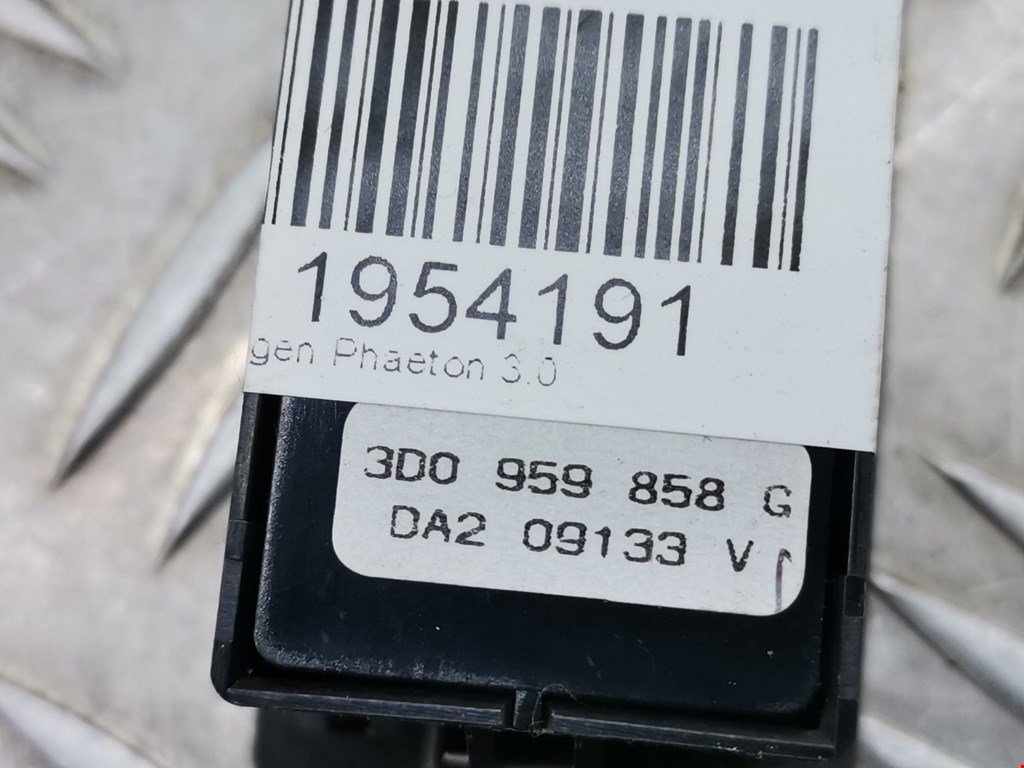 1954191
gen Phaeton 3.0
3D0 959 858 G
DA2 09133 V